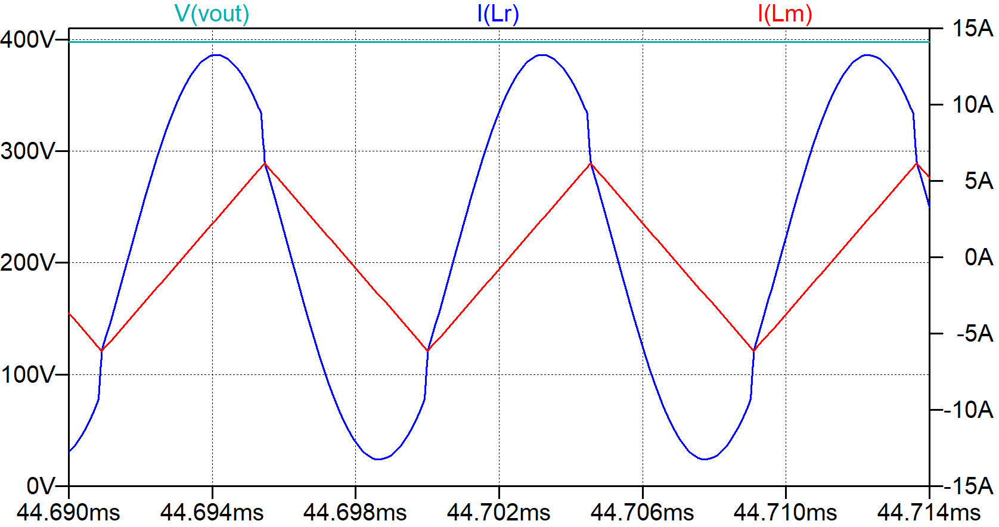 V(vout) I(Lr) I(Lm)
400V 15A
10A
300V
5A
200V 0A
-5A
100V
-10A
0V -15A
44.690ms 44.694ms 44.698ms 44.702ms 44.706ms 44.710ms 44.714ms